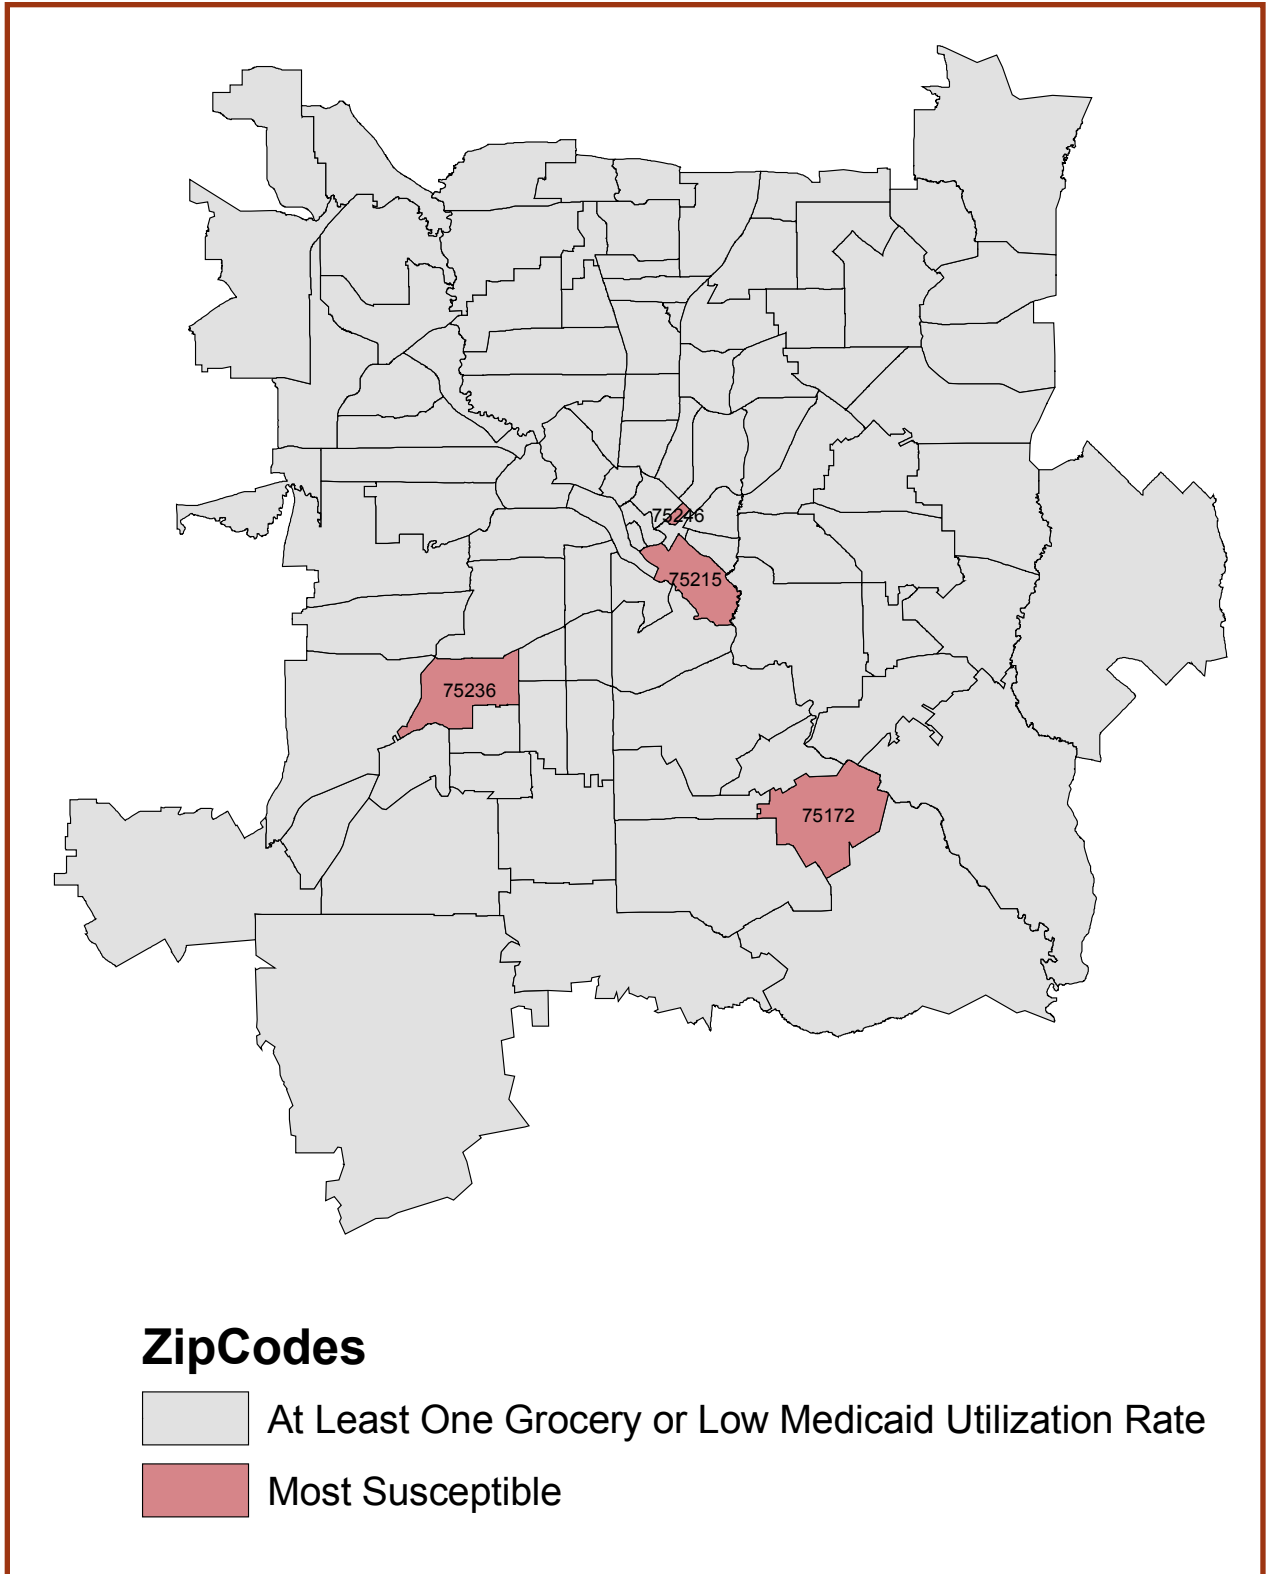 75246
75215
75236
75172
ZipCodes
At Least One Grocery or Low Medicaid Utilization Rate
Most Susceptible